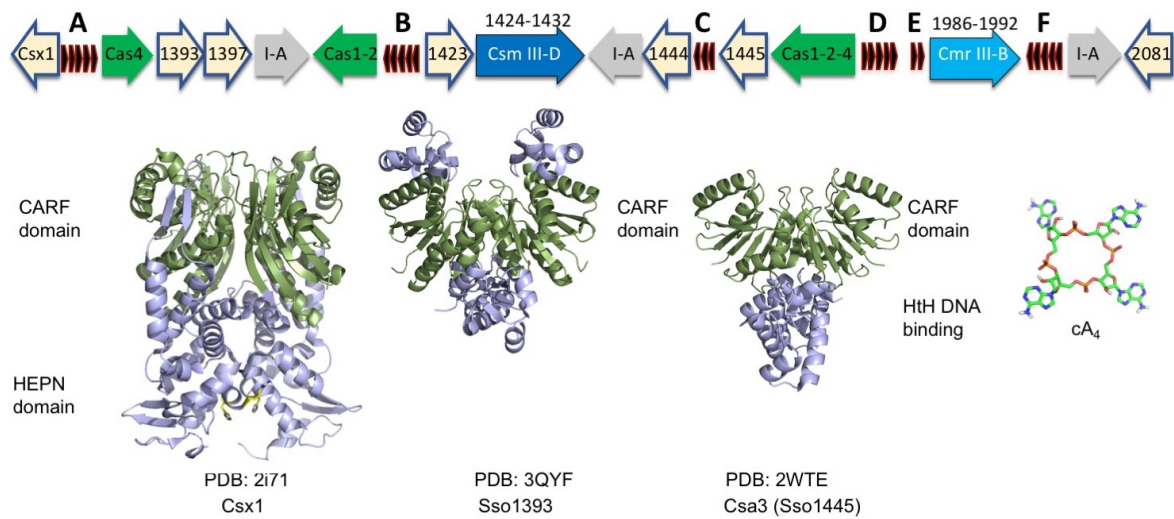 A B C D E F
1424-1432 1986-1992
Csx1 Cas4 1393 1397 I-A Cas1-2 1423 Csm III-D I-A 1444 1445 Cas1-2-4 Cmr III-B I-A 2081
CARF
domain
HEPN
domain
PDB: 2i71
Csx1
PDB: 3QYF
Sso1393
CARF
domain
PDB: 2WTE
Csa3 (Sso1445)
CARF
domain
HtH DNA
binding
cA4